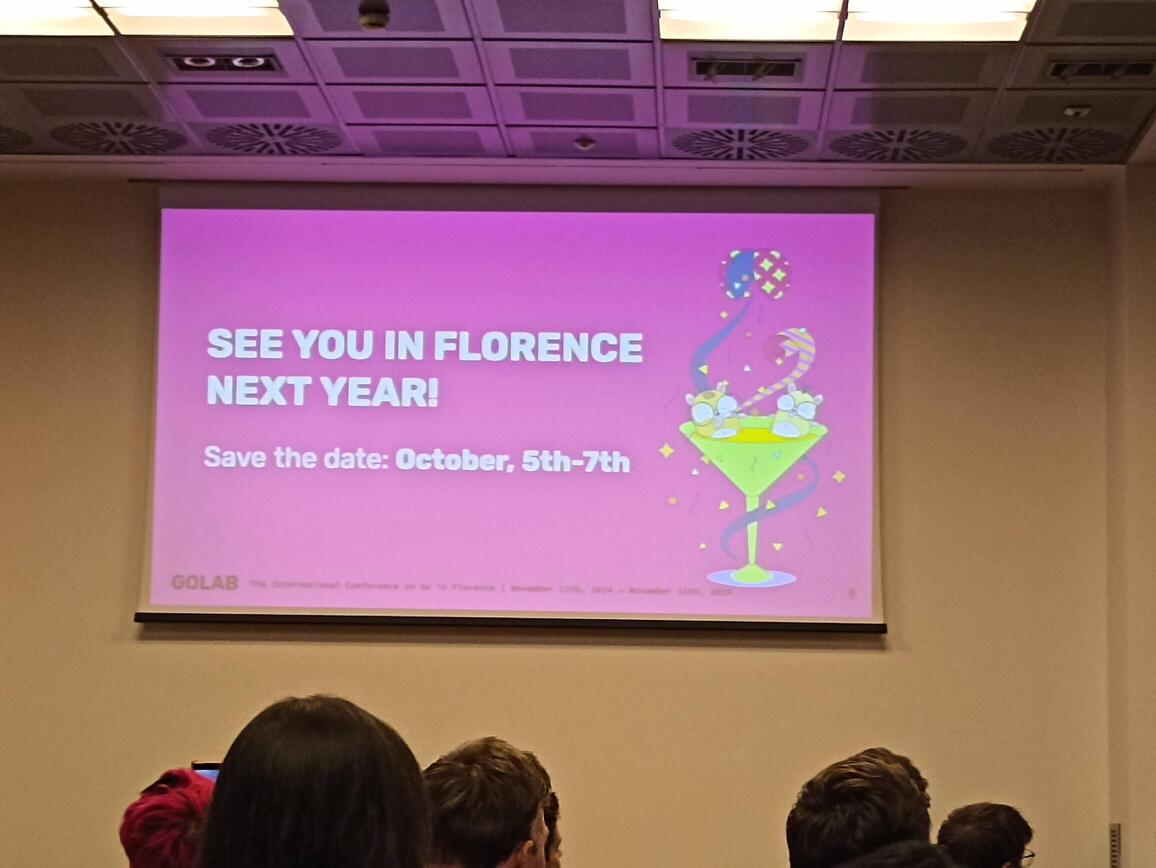 SEE YOU IN FLORENCE
NEXT YEAR!
Save the date: October, 5th-7th
GOLAB The International Conference on Go in Florence | November 11th, 2024 - November 13th, 2024